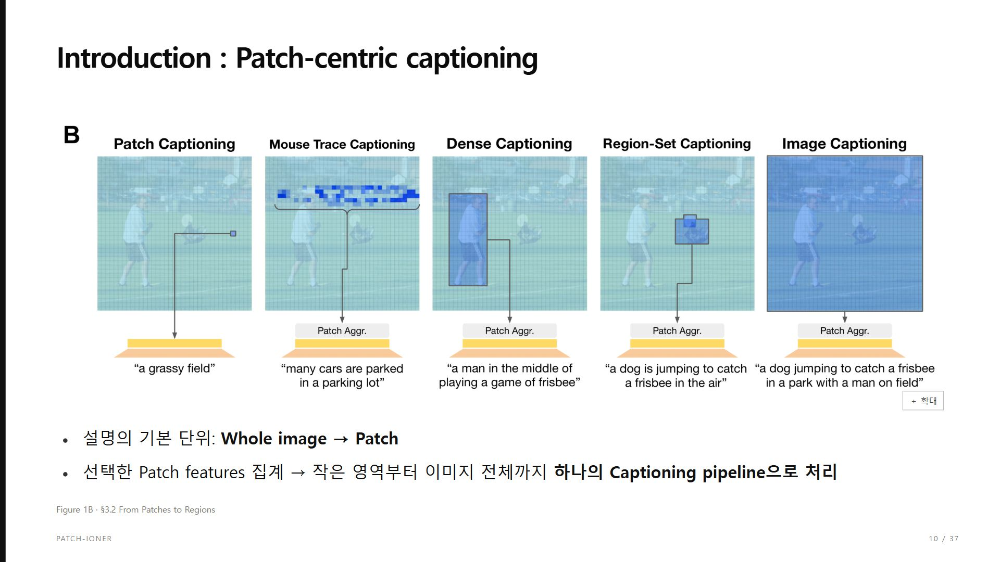 Introduction : Patch-centric captioning
B
Patch Captioning
Mouse Trace Captioning
Dense Captioning
Region-Set Captioning
Image Captioning
Patch Aggr.
Patch Aggr.
Patch Aggr.
Patch Aggr.
“a grassy field”
“many cars are parked
in a parking lot”
“a man in the middle of
playing a game of frisbee”
“a dog is jumping to catch
a frisbee in the air”
“a dog jumping to catch a frisbee
in a park with a man on field”
+ 확대
• 설명의 기본 단위: Whole image → Patch
• 선택한 Patch features 집계 → 작은 영역부터 이미지 전체까지 하나의 Captioning pipeline으로 처리
Figure 1B · §3.2 From Patches to Regions
PATCH-IONER
10 / 37